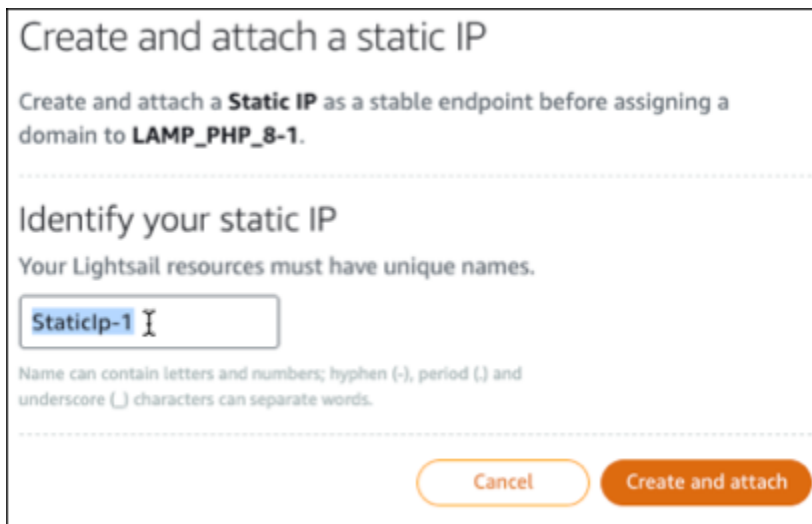 Create and attach a static IP
Create and attach a Static IP as a stable endpoint before assigning a
domain to LAMP_PHP_8-1.
Identify your static IP
Your Lightsail resources must have unique names.
StaticIp-1
Name can contain letters and numbers; hyphen (-), period (.) and
underscore (_) characters can separate words.
Cancel
Create and attach